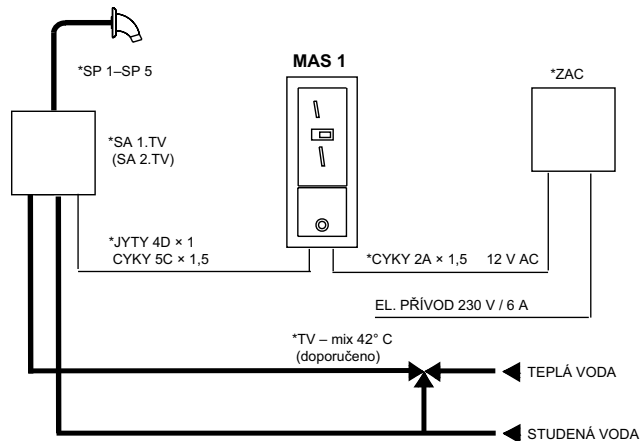 *SP 1–SP 5
MAS 1
*ZAC
*SA 1.TV
(SA 2.TV)
*JYTY 4D × 1
CYKY 5C × 1,5
*CYKY 2A × 1,5 12 V AC
EL. PŘÍVOD 230 V / 6 A
*TV – mix 42° C
(doporučeno)
TEPLÁ VODA
STUDENÁ VODA